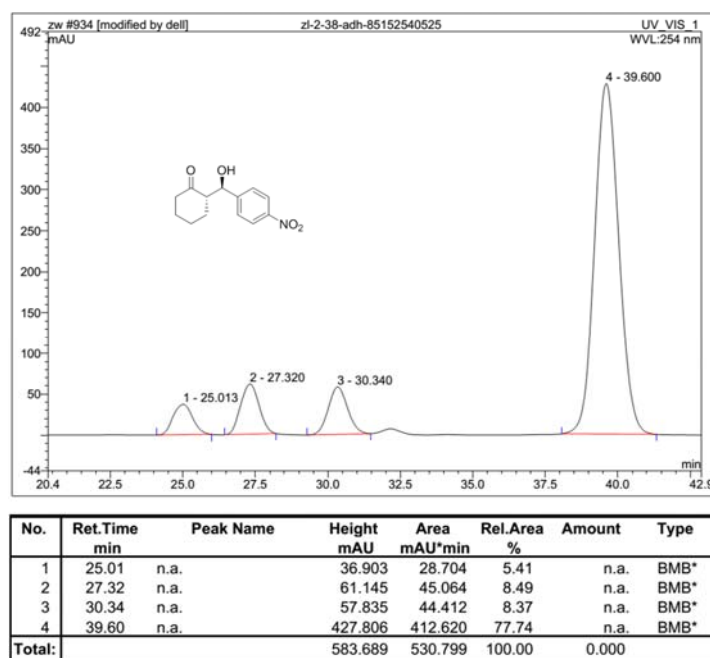 zw #934 [modified by dell] zl-2-38-adh-85152540525 UV_VIS_1
492 mAU WVL:254 nm
4 - 39.600
400
O OH
300
NO2
200
100
1 - 25.013 2 - 27.320 3 - 30.340
50
-44 min
20.4 22.5 25.0 27.5 30.0 32.5 35.0 37.5 40.0 42.9
No. Ret.Time Peak Name Height Area Rel.Area Amount Type
min mAU mAU*min %
1 25.01 n.a. 36.903 28.704 5.41 n.a. BMB*
2 27.32 n.a. 61.145 45.064 8.49 n.a. BMB*
3 30.34 n.a. 57.835 44.412 8.37 n.a. BMB*
4 39.60 n.a. 427.806 412.620 77.74 n.a. BMB*
Total: 583.689 530.799 100.00 0.000